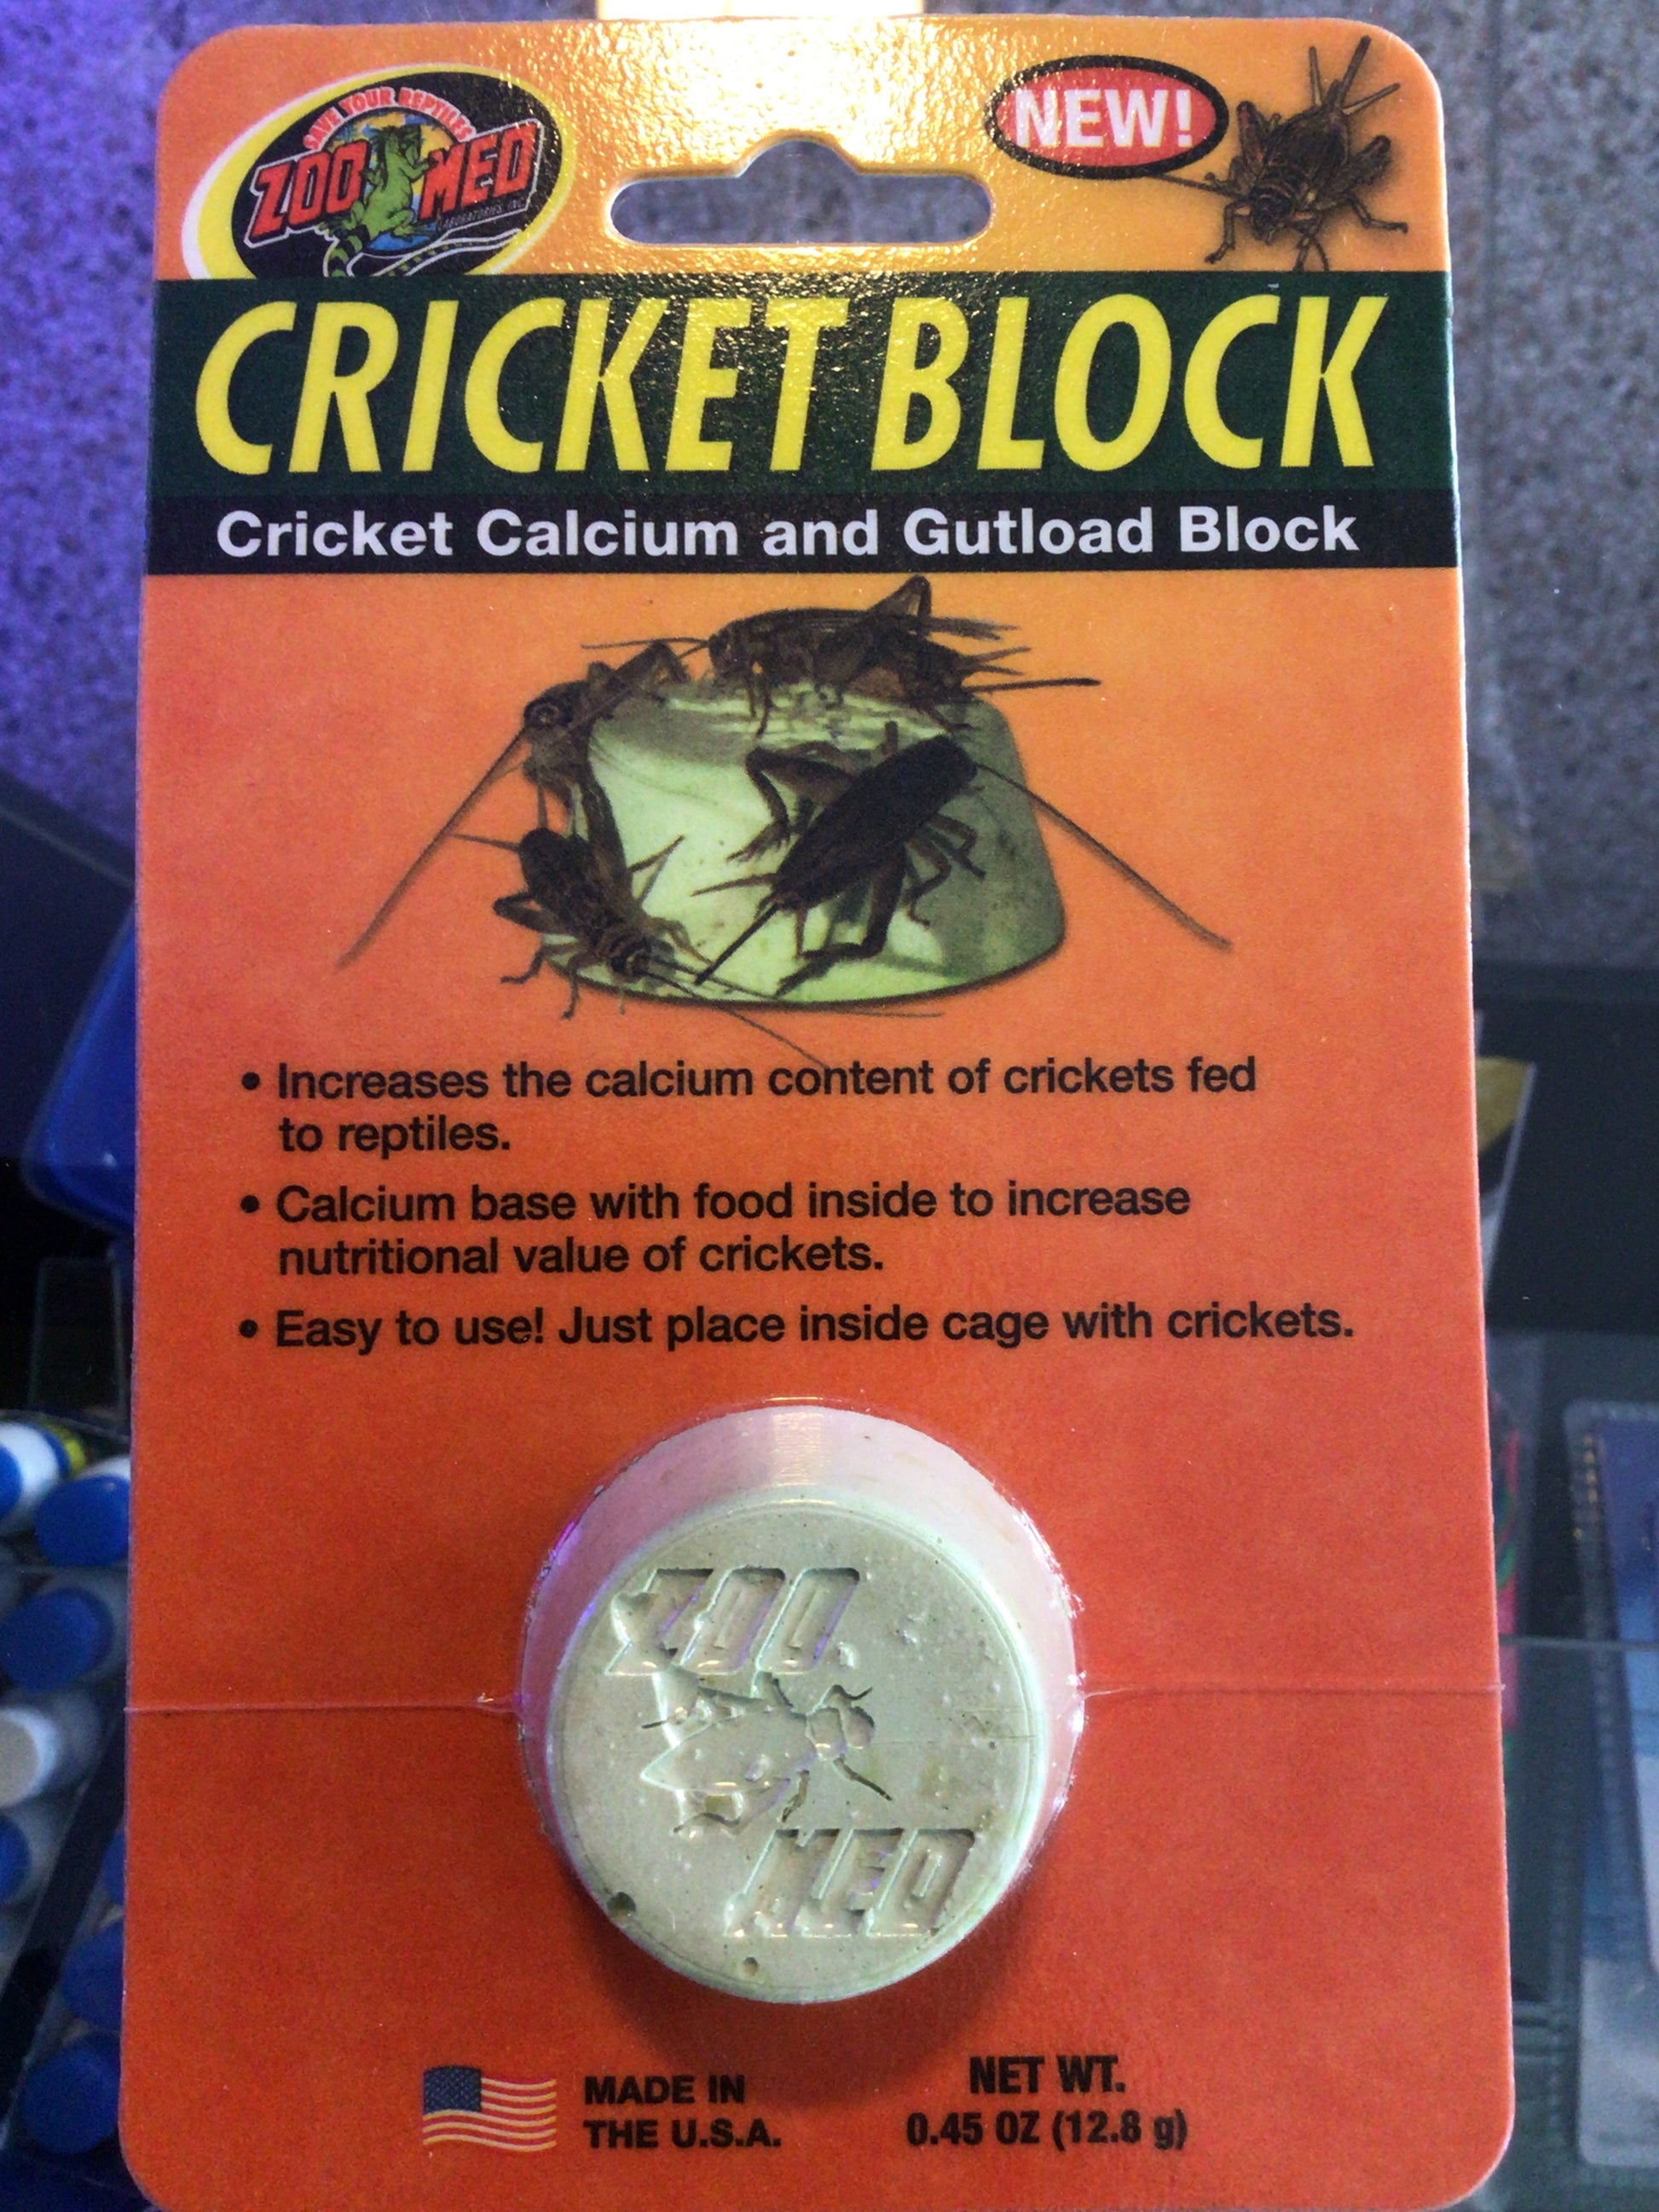 SAVE YOUR REPTILES
ZOO MED
LABORATORIES, INC.
NEW!
CRICKET BLOCK
Cricket Calcium and Gutload Block
• Increases the calcium content of crickets fed
to reptiles.
• Calcium base with food inside to increase
nutritional value of crickets.
• Easy to use! Just place inside cage with crickets.
ZOO
MED
MADE IN
THE U.S.A.
NET WT.
0.45 OZ (12.8 g)